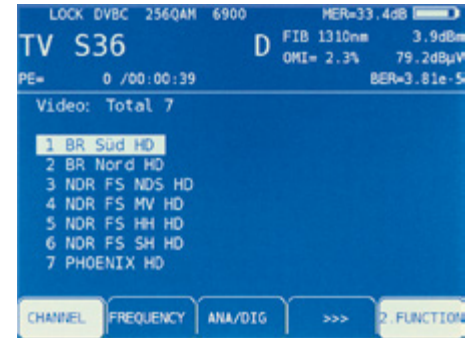 LOCK DVBC 256QAM 6900 MER=33.4dB
TV S36 D FIB 1310nm 3.9dBm
OMI= 2.3% 79.2dBµV
PE= 0 /00:00:39 BER=3.81e-5
Video: Total 7
1 BR Süd HD
2 BR Nord HD
3 NDR FS NDS HD
4 NDR FS MV HD
5 NDR FS HH HD
6 NDR FS SH HD
7 PHOENIX HD
CHANNEL FREQUENCY ANA/DIG >>> 2.FUNCTION